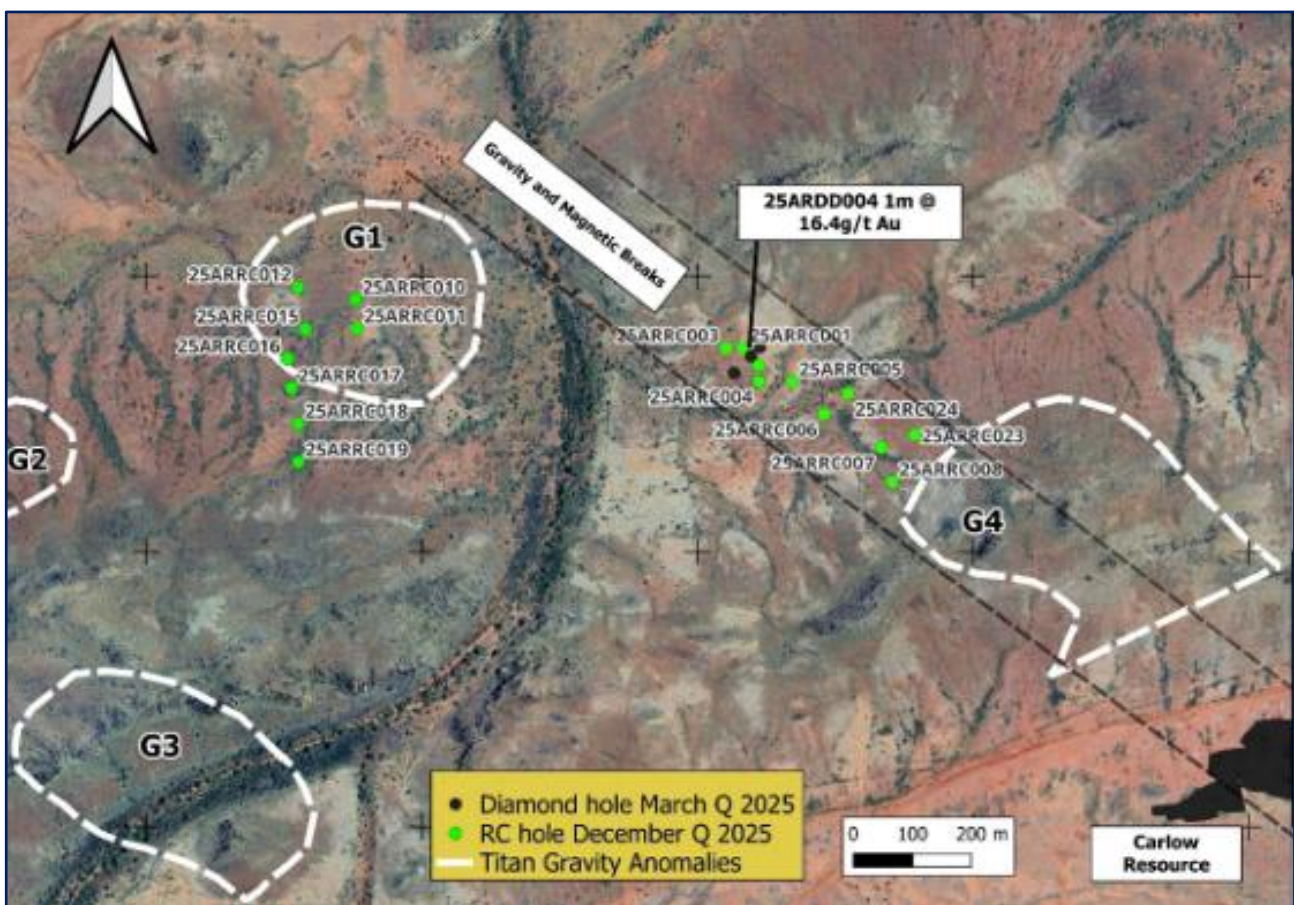 Gravity and Magnetic Breaks
25ARDD004 1m @
16.4g/t Au
G1
25ARRC012
25ARRC010
25ARRC015
25ARRC011
25ARRC016
25ARRC017
25ARRC018
25ARRC019
25ARRC003
25ARRC001
25ARRC005
25ARRC004
25ARRC024
25ARRC006
25ARRC023
25ARRC007
25ARRC008
G2
G4
G3
Diamond hole March Q 2025
RC hole December Q 2025
Titan Gravity Anomalies
0 100 200 m
Carlow
Resource